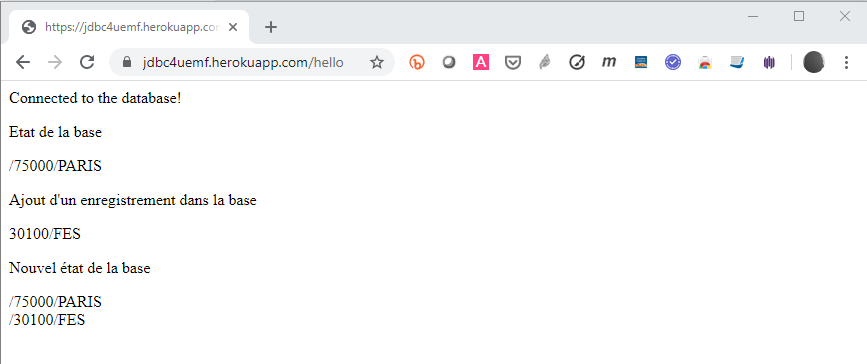 https://jdbc4uemf.herokuapp.co
jdbc4uemf.herokuapp.com/hello
Connected to the database!
Etat de la base
/75000/PARIS
Ajout d'un enregistrement dans la base
30100/FES
Nouvel état de la base
/75000/PARIS
/30100/FES